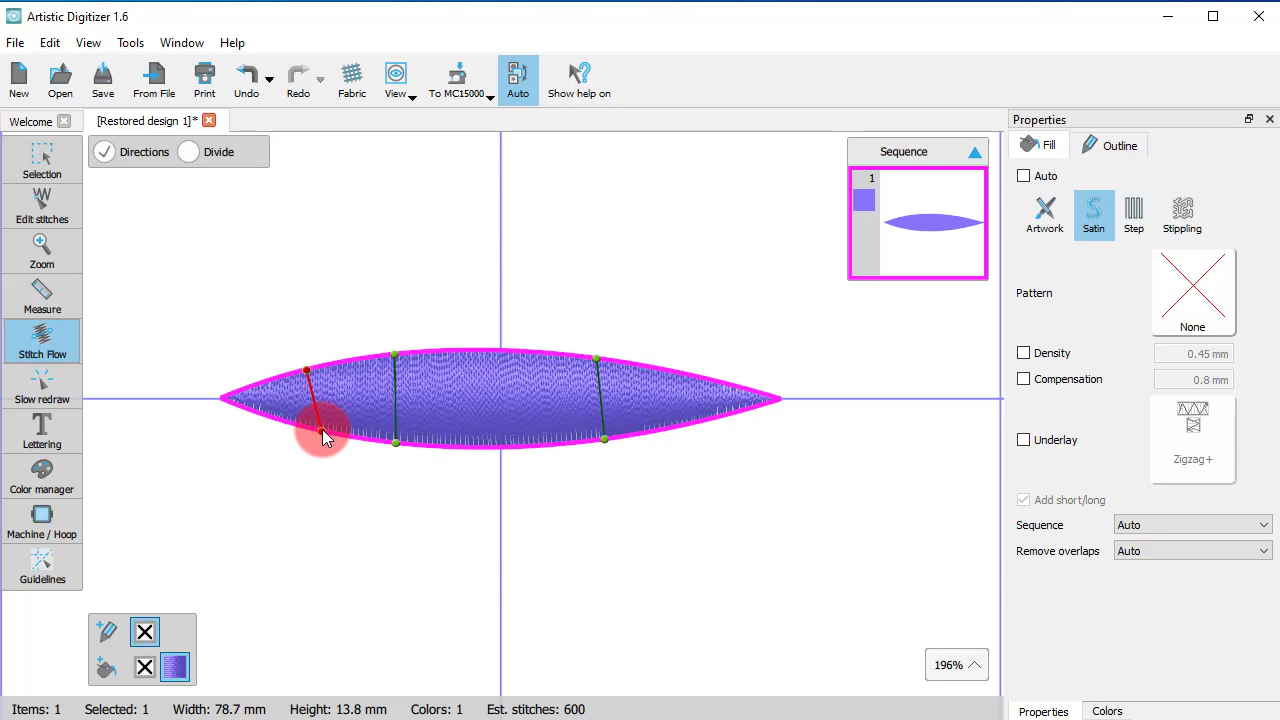 Artistic Digitizer 1.6
File Edit View Tools Window Help
New Open Save From File Print Undo Redo Fabric View To MC15000 Auto Show help on
Welcome [Restored design 1]*
Properties
Directions Divide
Sequence
1
Fill Outline
Auto
Artwork Satin Step Stippling
Pattern
None
Density 0.45 mm
Compensation 0.8 mm
Underlay
Zigzag+
Add short/long
Sequence Auto
Remove overlaps Auto
Selection
Edit stitches
Zoom
Measure
Stitch Flow
Slow redraw
Lettering
Color manager
Machine / Hoop
Guidelines
196%
Items: 1 Selected: 1 Width: 78.7 mm Height: 13.8 mm Colors: 1 Est. stitches: 600
Properties Colors